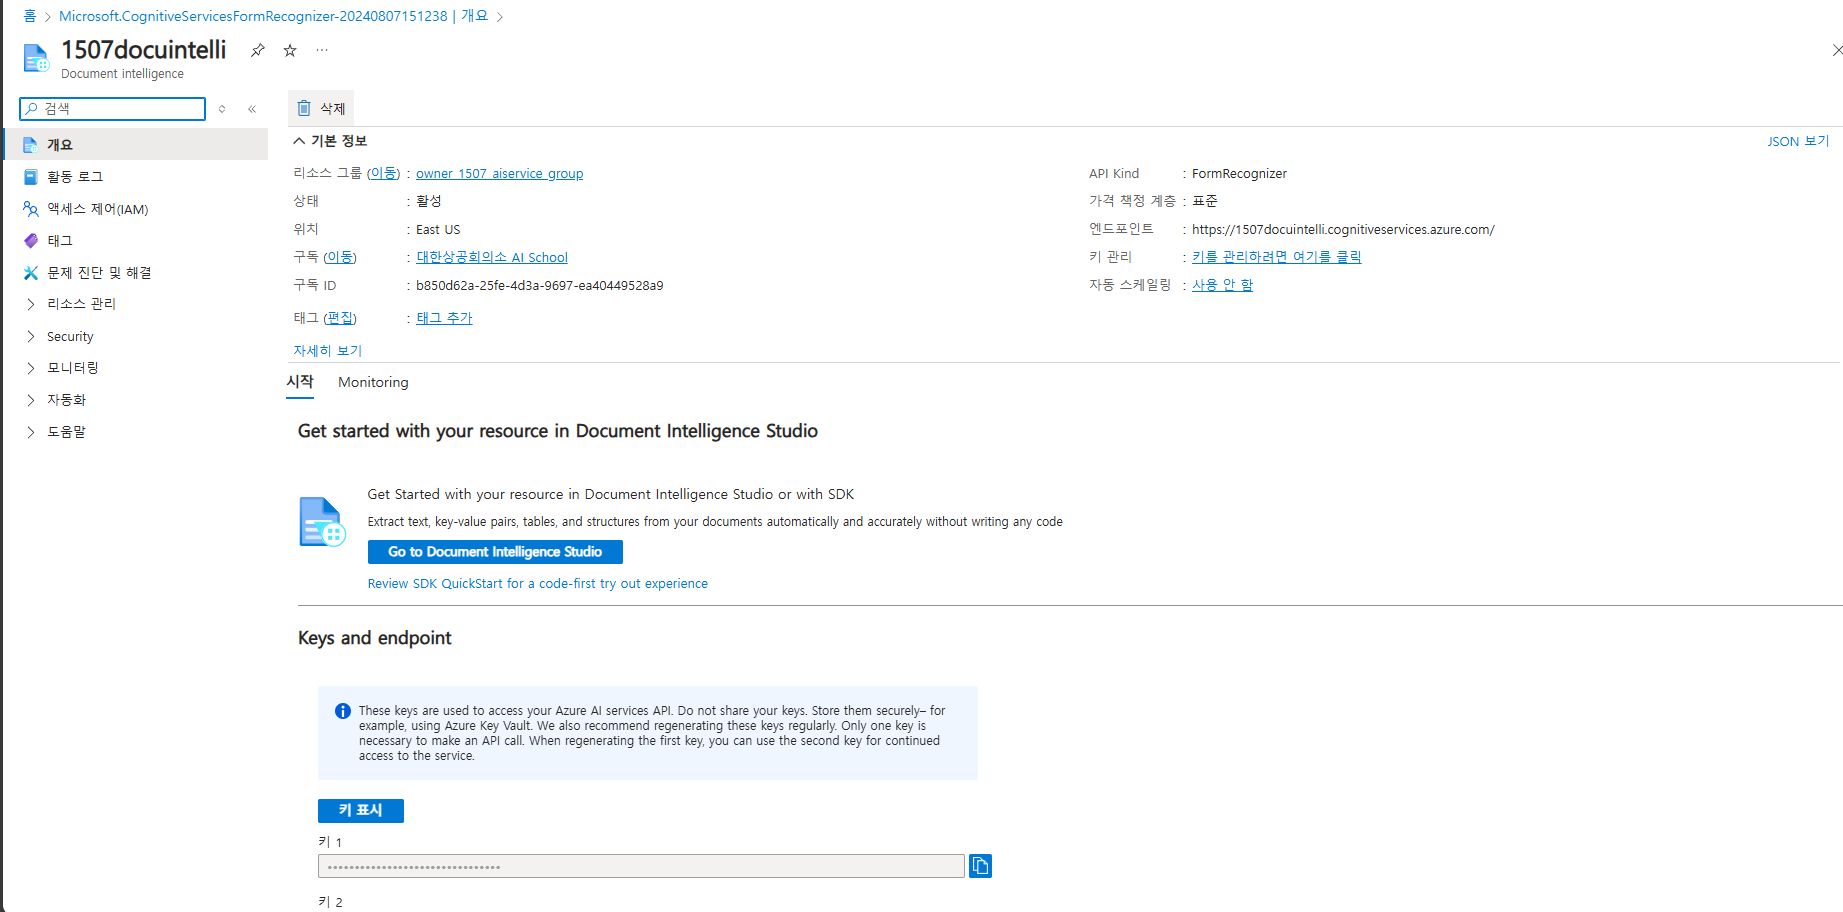 홈 > Microsoft.CognitiveServicesFormRecognizer-20240807151238 | 개요 >
1507docuintelli
Document intelligence
검색
삭제
개요
활동 로그
액세스 제어(IAM)
태그
문제 진단 및 해결
리소스 관리
Security
모니터링
자동화
도움말
기본 정보
JSON 보기
리소스 그룹 (이동) : owner_1507_aiservice_group
상태 : 활성
위치 : East US
구독 (이동) : 대한상공회의소 AI School
구독 ID : b850d62a-25fe-4d3a-9697-ea40449528a9
태그 (편집) : 태그 추가
API Kind : FormRecognizer
가격 책정 계층 : 표준
엔드포인트 : https://1507docuintelli.cognitiveservices.azure.com/
키 관리 : 키를 관리하려면 여기를 클릭
자동 스케일링 : 사용 안 함
자세히 보기
시작 Monitoring
Get started with your resource in Document Intelligence Studio
Get Started with your resource in Document Intelligence Studio or with SDK
Extract text, key-value pairs, tables, and structures from your documents automatically and accurately without writing any code
Go to Document Intelligence Studio
Review SDK QuickStart for a code-first try out experience
Keys and endpoint
These keys are used to access your Azure AI services API. Do not share your keys. Store them securely– for
example, using Azure Key Vault. We also recommend regenerating these keys regularly. Only one key is
necessary to make an API call. When regenerating the first key, you can use the second key for continued
access to the service.
키 표시
키 1
키 2